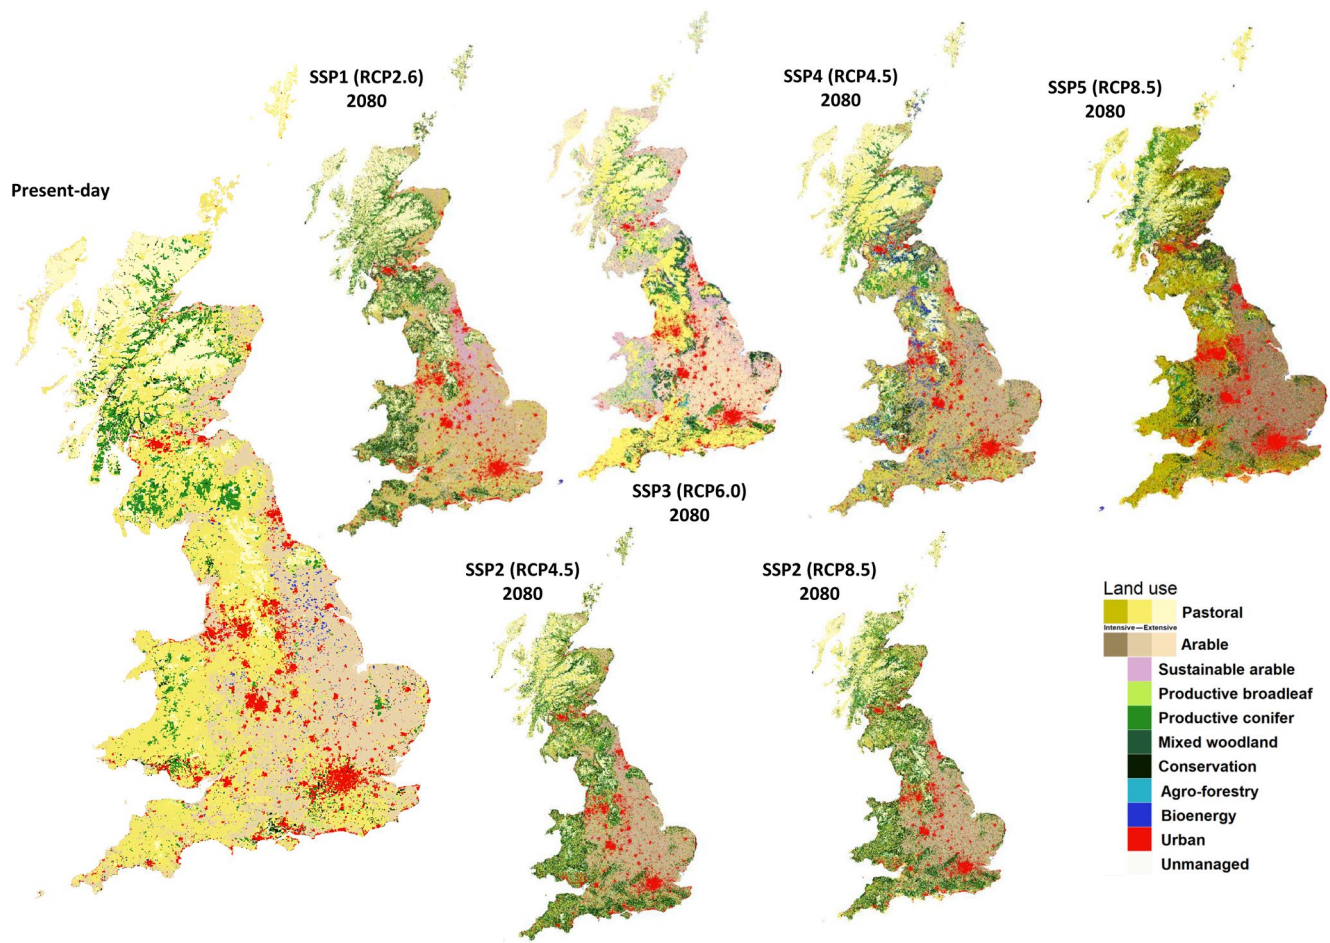 Present-day
SSP1 (RCP2.6)
2080
SSP3 (RCP6.0)
2080
SSP4 (RCP4.5)
2080
SSP5 (RCP8.5)
2080
SSP2 (RCP4.5)
2080
SSP2 (RCP8.5)
2080
Land use
Pastoral
Intensive—Extensive
Arable
Sustainable arable
Productive broadleaf
Productive conifer
Mixed woodland
Conservation
Agro-forestry
Bioenergy
Urban
Unmanaged